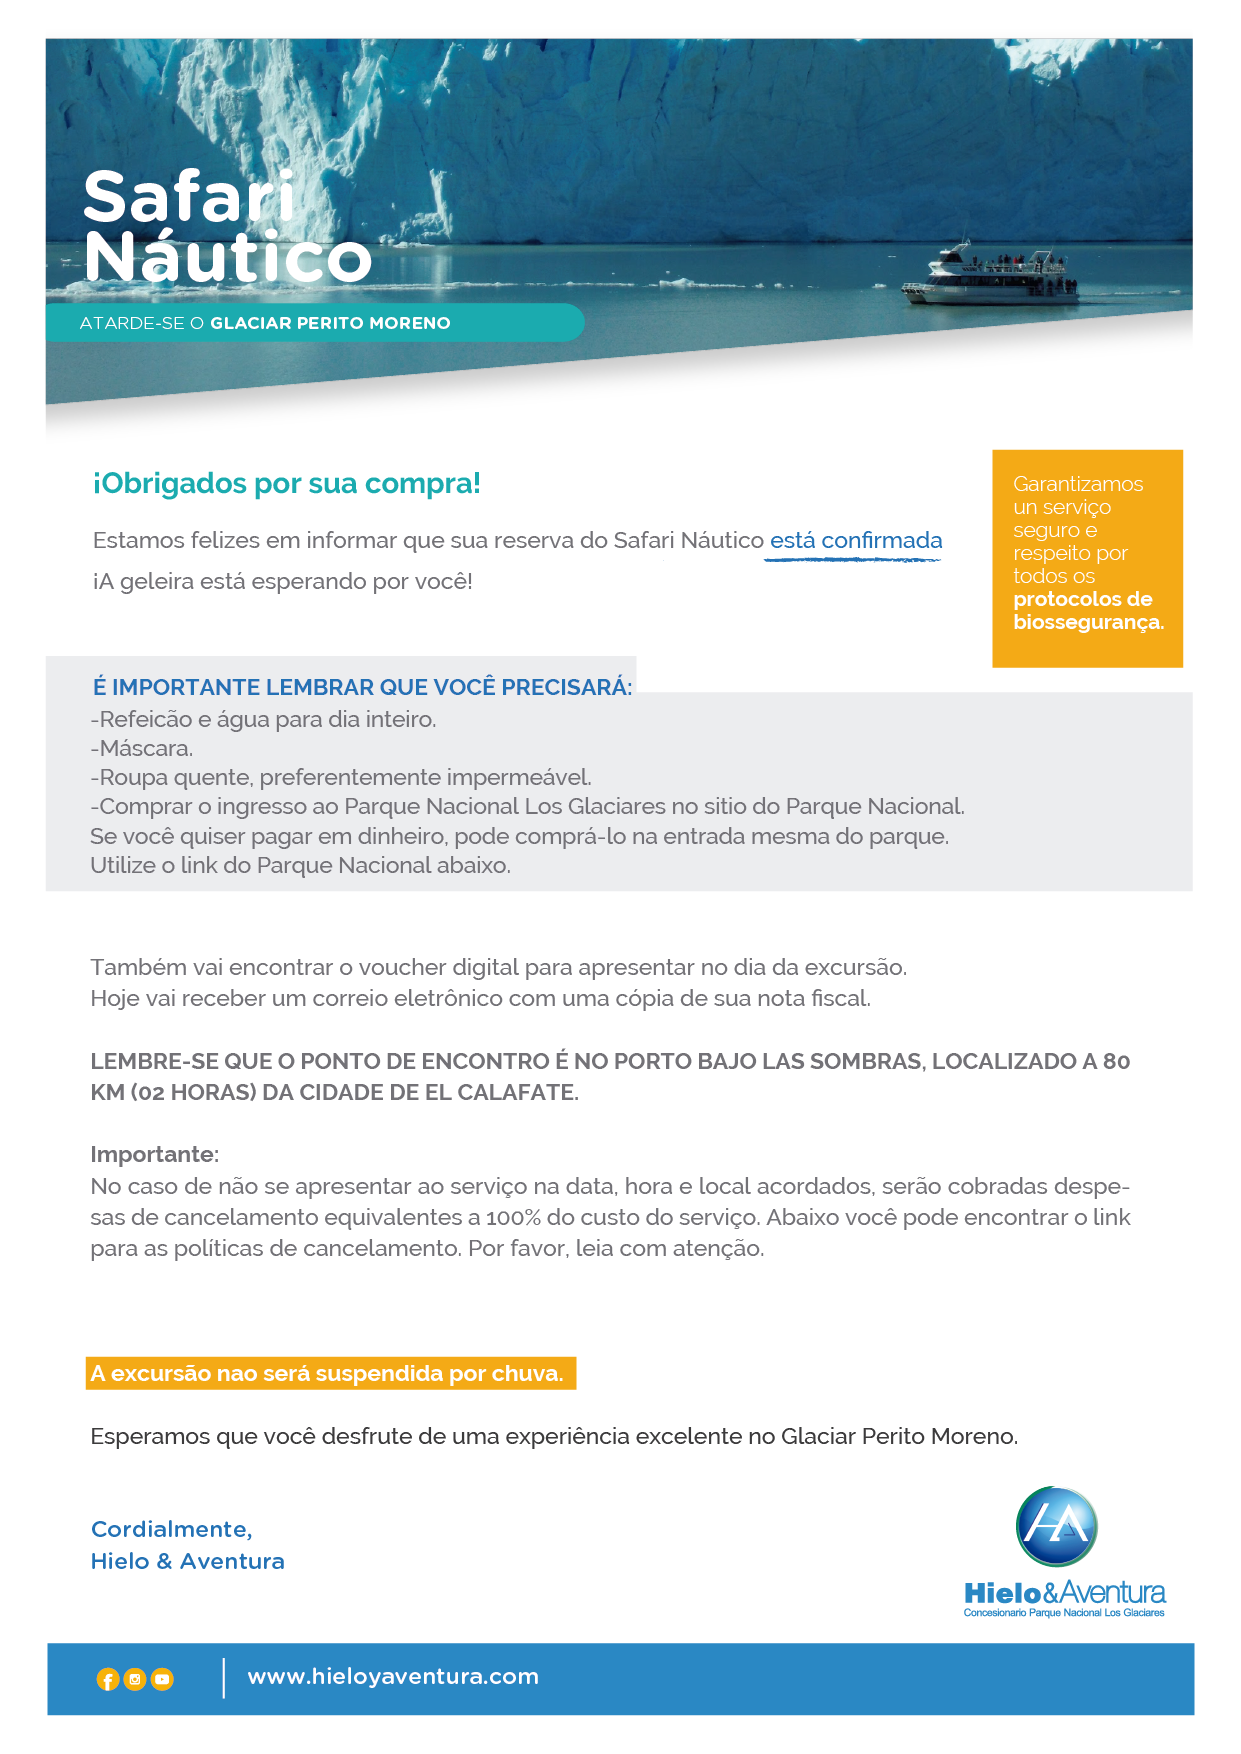 Safari
Náutico
ATARDE-SE O GLACIAR PERITO MORENO
¡Obrigados por sua compra!
Estamos felizes em informar que sua reserva do Safari Náutico está confirmada
¡A geleira está esperando por você!
Garantizamos
un serviço
seguro e
respeito por
todos os
protocolos de
biossegurança.
É IMPORTANTE LEMBRAR QUE VOCÊ PRECISARÁ:
-Refeicão e água para dia inteiro.
-Máscara.
-Roupa quente, preferentemente impermeável.
-Comprar o ingresso ao Parque Nacional Los Glaciares no sitio do Parque Nacional.
Se você quiser pagar em dinheiro, pode comprá-lo na entrada mesma do parque.
Utilize o link do Parque Nacional abaixo.
Também vai encontrar o voucher digital para apresentar no dia da excursão.
Hoje vai receber um correio eletrônico com uma cópia de sua nota fiscal.
LEMBRE-SE QUE O PONTO DE ENCONTRO É NO PORTO BAJO LAS SOMBRAS, LOCALIZADO A 80
KM (02 HORAS) DA CIDADE DE EL CALAFATE.
Importante:
No caso de não se apresentar ao serviço na data, hora e local acordados, serão cobradas despe-
sas de cancelamento equivalentes a 100% do custo do serviço. Abaixo você pode encontrar o link
para as políticas de cancelamento. Por favor, leia com atenção.
A excursão nao será suspendida por chuva.
Esperamos que você desfrute de uma experiência excelente no Glaciar Perito Moreno.
Cordialmente,
Hielo & Aventura
HA
Hielo&Aventura
Concesionario Parque Nacional Los Glaciares
www.hieloyaventura.com